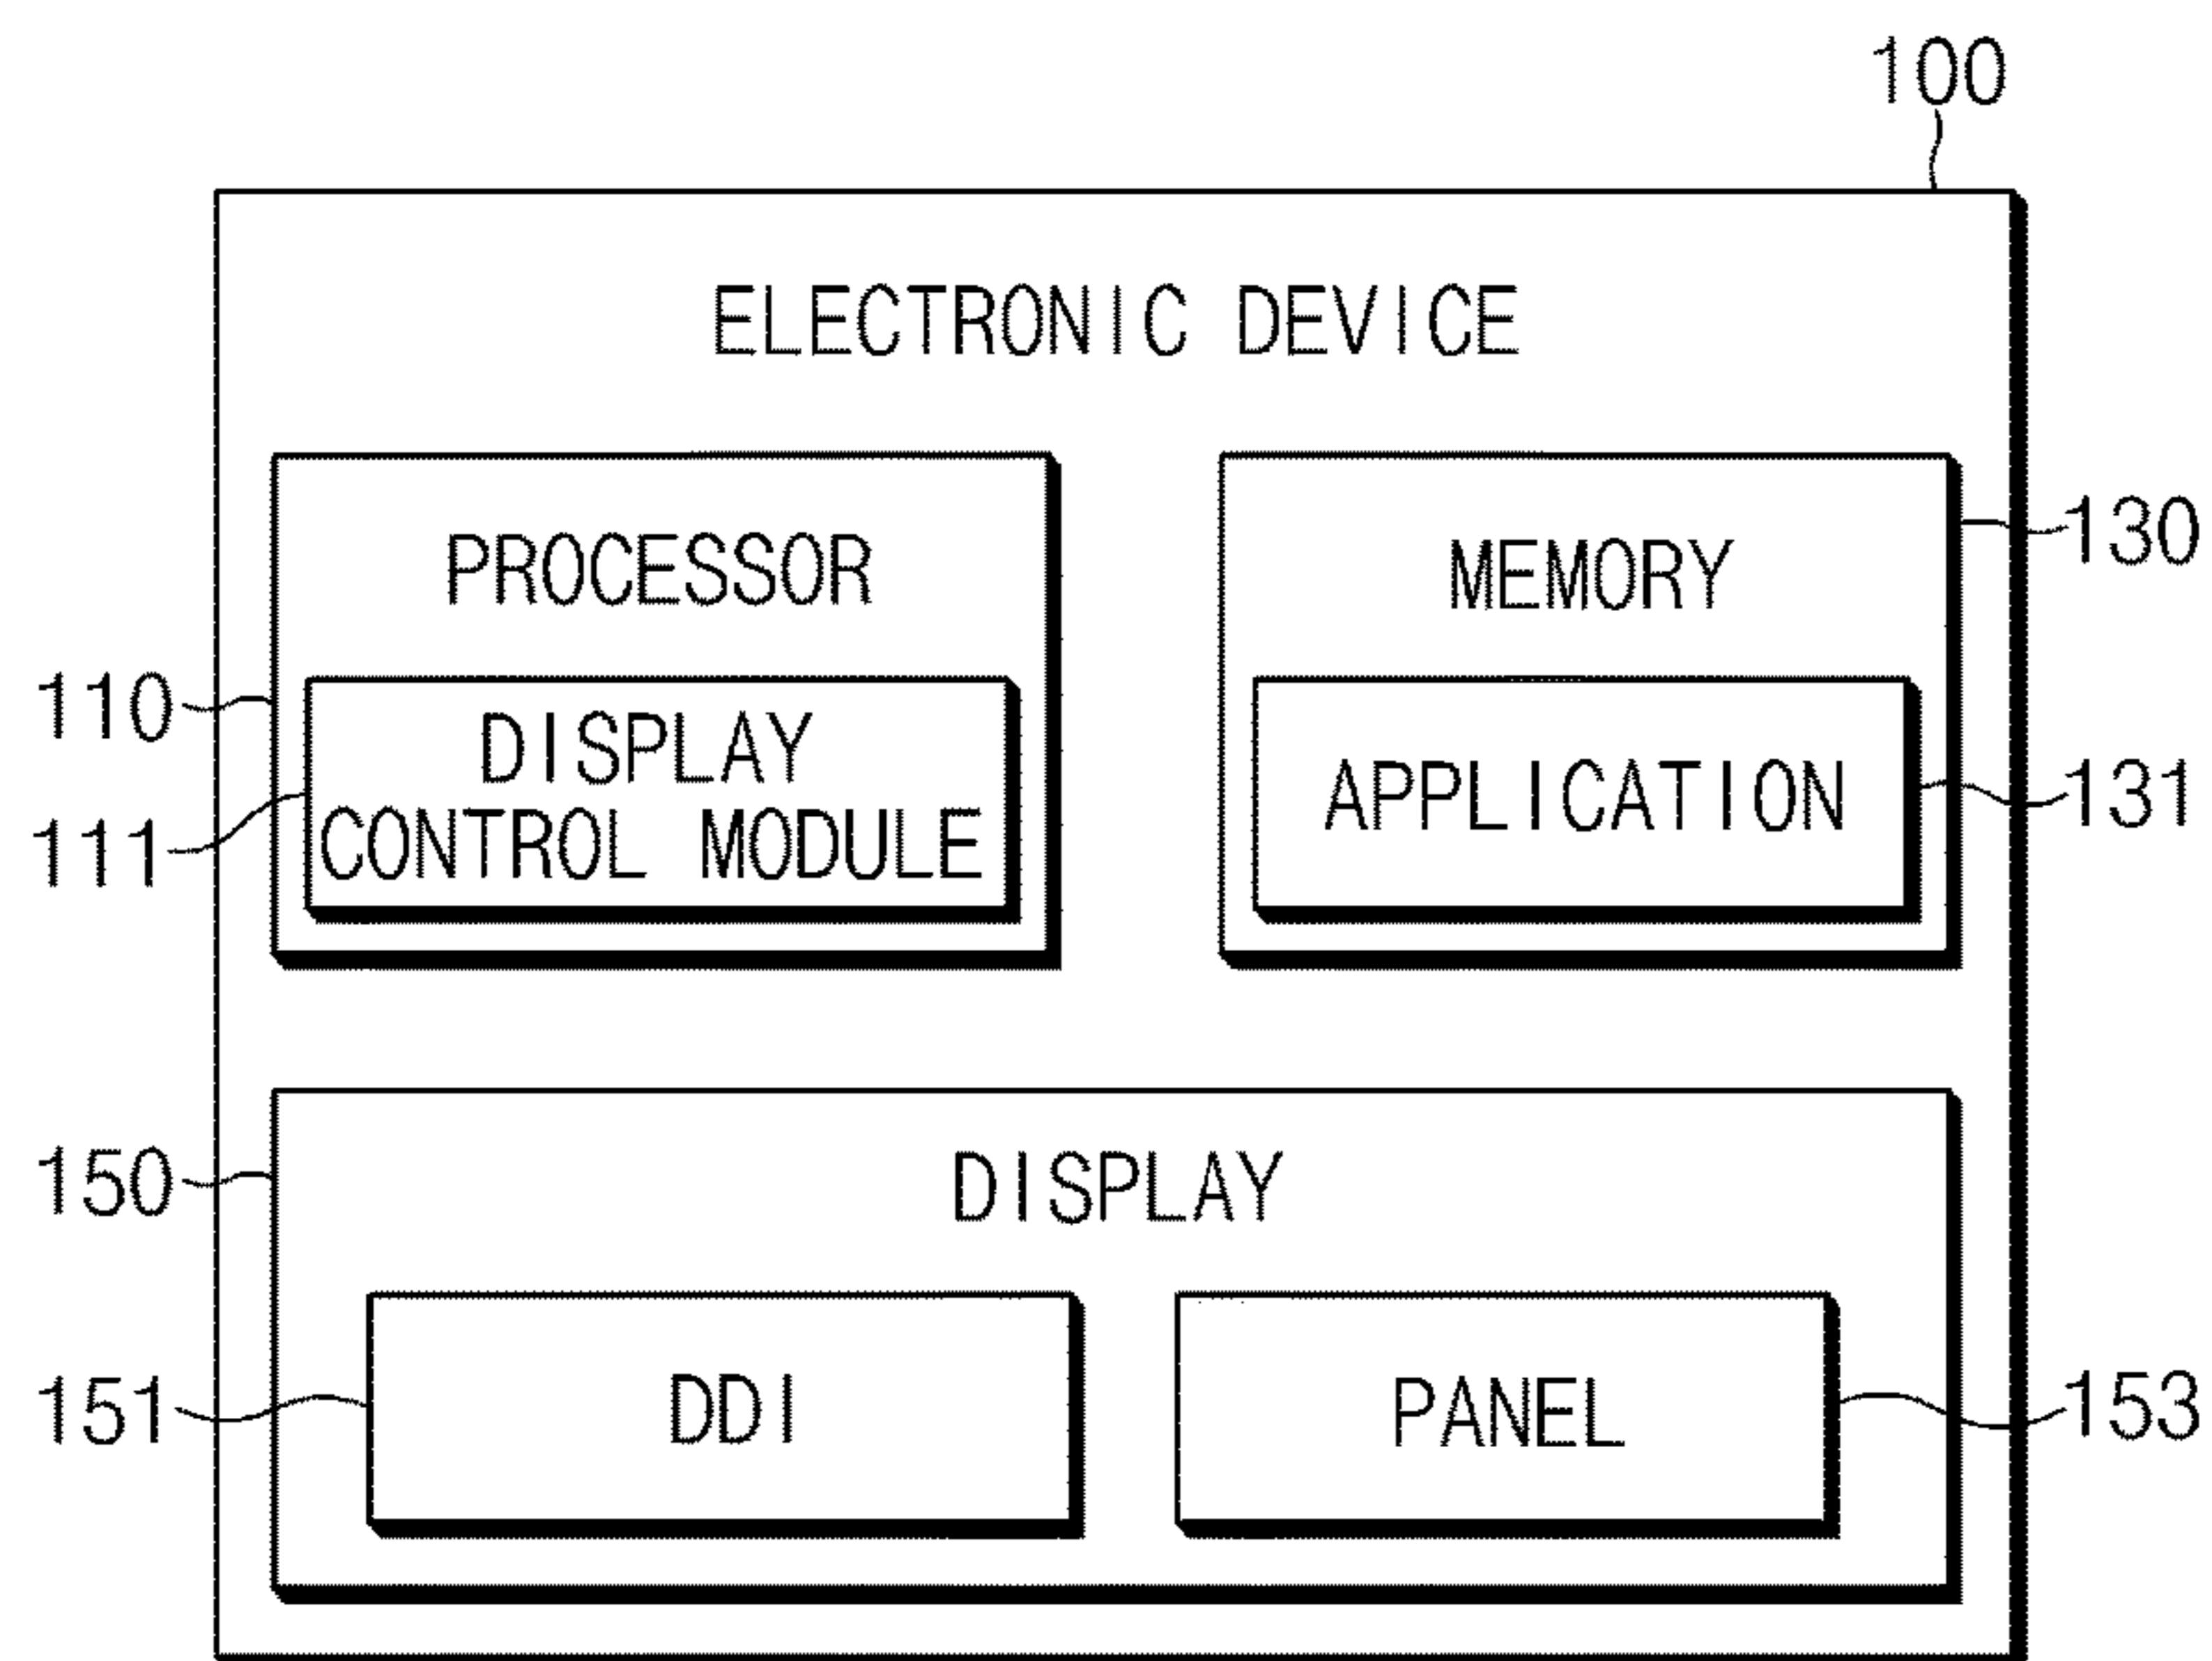 100
ELECTRONIC DEVICE
PROCESSOR
MEMORY
130
110
DISPLAY
CONTROL MODULE
111
APPLICATION
131
150
DISPLAY
151
DDI
PANEL
153